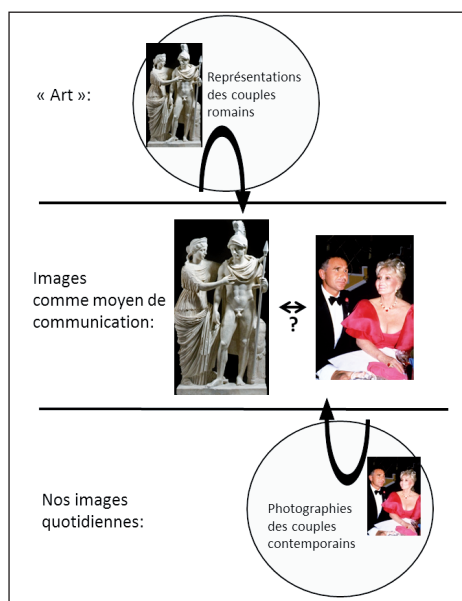 « Art »:
Représentations
des couples
romains
Images
comme moyen de
communication:
?
Nos images
quotidiennes:
Photographies
des couples
contemporains